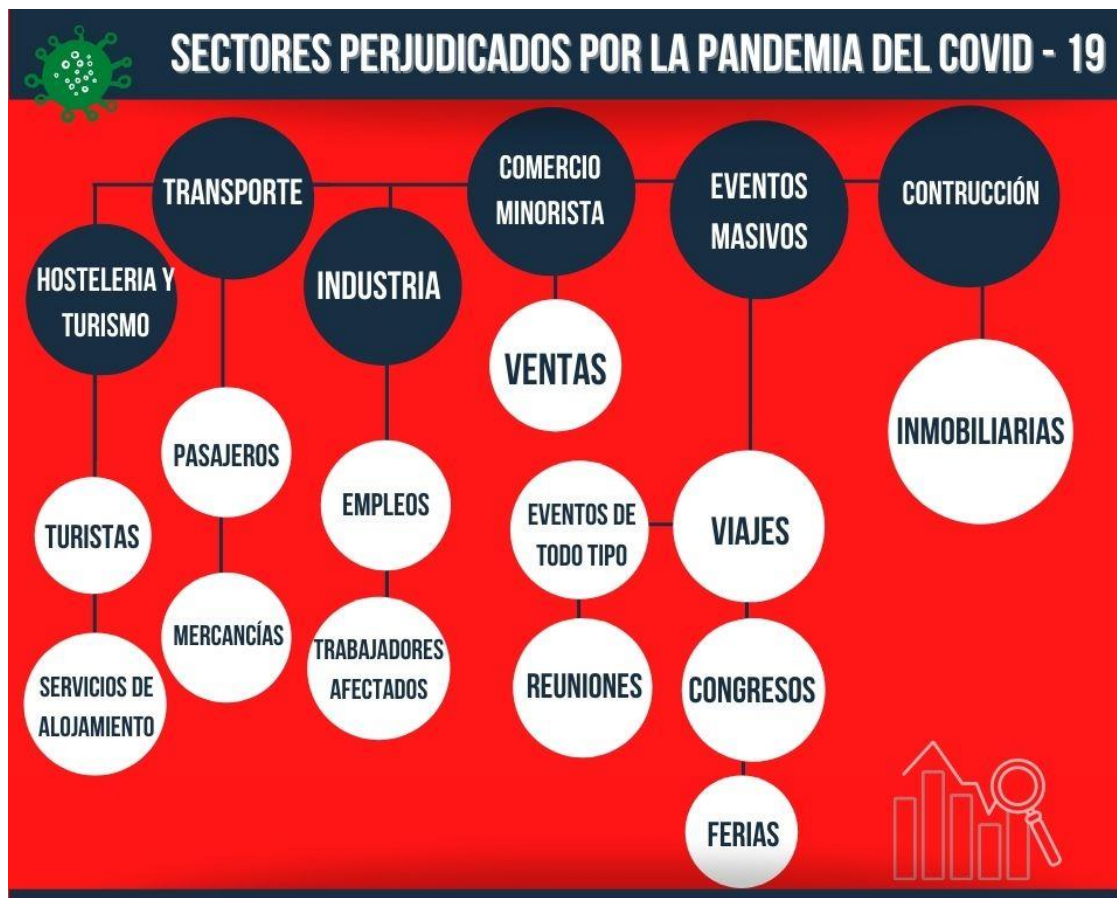 SECTORES PERJUDICADOS POR LA PANDEMIA DEL COVID - 19
HOSTELERIA Y
TURISMO
TURISTAS
SERVICIOS DE
ALOJAMIENTO
TRANSPORTE
PASAJEROS
MERCANCÍAS
INDUSTRIA
EMPLEOS
TRABAJADORES
AFECTADOS
COMERCIO
MINORISTA
VENTAS
EVENTOS
MASIVOS
VIAJES
EVENTOS DE
TODO TIPO
REUNIONES
CONGRESOS
FERIAS
CONTRUCCIÓN
INMOBILIARIAS